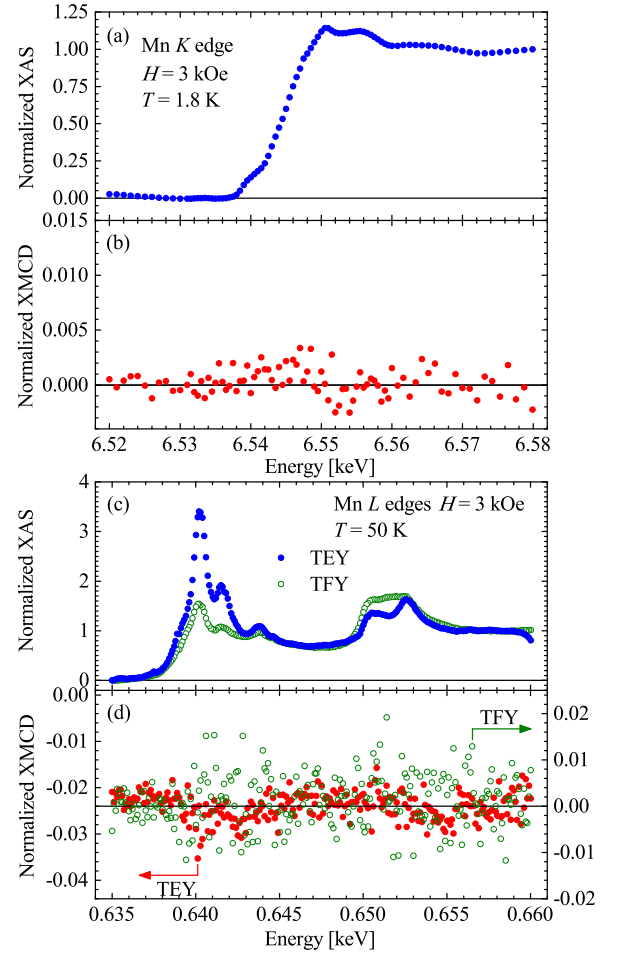 1.25
(a)
Mn K edge
1.00
H = 3 kOe
0.75
T = 1.8 K
0.50
1.25
0.00
Normalized XAS
0.015
(b)
0.010
0.005
0.000
Normalized XMCD
6.52 6.53 6.54 6.55 6.56 6.57 6.58
Energy [keV]
4
(c)
Mn L edges H = 3 kOe
T = 50 K
3
TEY
2
TFY
1
0
Normalized XAS
0.00
(d)
TFY
0.02
-0.01
0.01
-0.02
0.00
-0.03
-0.01
TEY
-0.04
-0.02
Normalized XMCD
0.635 0.640 0.645 0.650 0.655 0.660
Energy [keV]